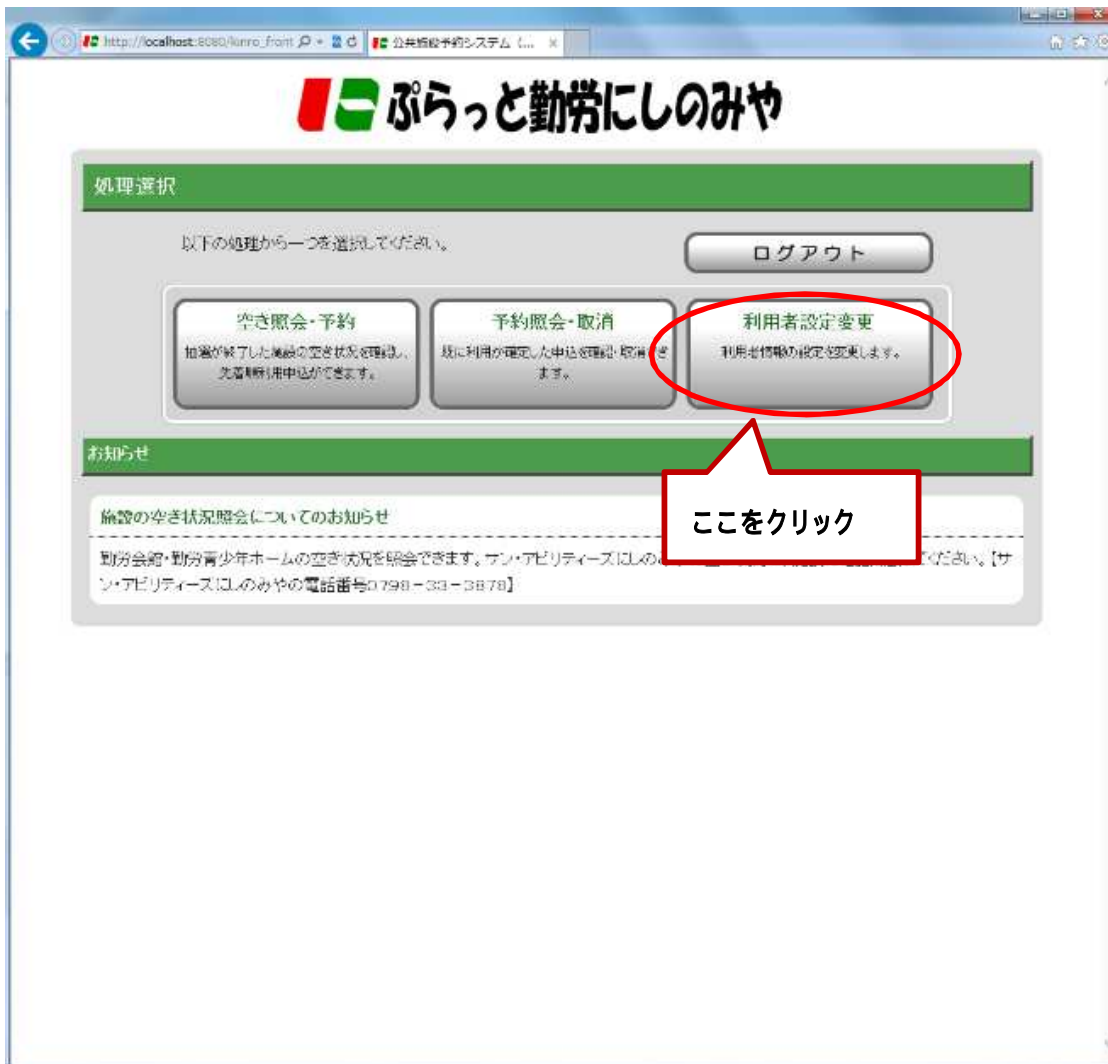 http://localhost:8080/kinro_front
公共施設予約システム (...
ぷらっと勤労にしのみや
処理選択
以下の処理から一つを選択してください。
ログアウト
空き照会・予約
抽選が終了した施設の空き状況を確認し、
先着順利用申込ができます。
予約照会・取消
既に利用が確定した申込を確認・取消でき
ます。
利用者設定変更
利用者情報の設定を変更します。
ここをクリック
お知らせ
施設の空き状況照会についてのお知らせ
勤労会館・勤労青少年ホームの空き状況を照会できます。サン・アビリティーズにしのみ ください。【サ
ン・アビリティーズにしのみやの電話番号0798-33-3878】